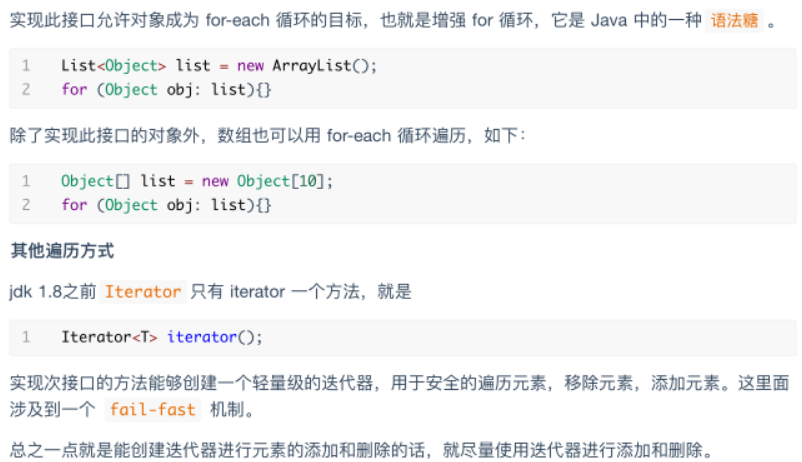 实现此接口允许对象成为 for-each 循环的目标，也就是增强 for 循环，它是 Java 中的一种 语法糖 。
1 List<Object> list = new ArrayList();
2 for (Object obj: list){}
除了实现此接口的对象外，数组也可以用 for-each 循环遍历，如下：
1 Object[] list = new Object[10];
2 for (Object obj: list){}
其他遍历方式
jdk 1.8之前 Iterator 只有 iterator 一个方法，就是
1 Iterator<T> iterator();
实现次接口的方法能够创建一个轻量级的迭代器，用于安全的遍历元素，移除元素，添加元素。这里面
涉及到一个 fail-fast 机制。
总之一点就是能创建迭代器进行元素的添加和删除的话，就尽量使用迭代器进行添加和删除。